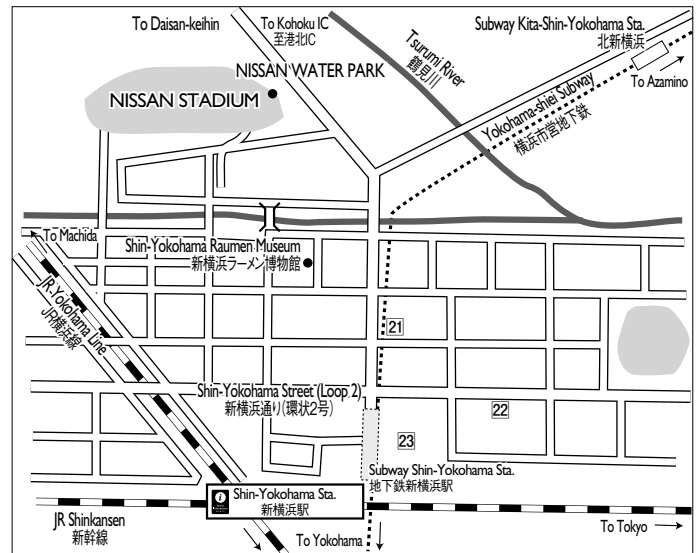 To Daisan-keihin
To Kohoku IC
至港北IC
Subway Kita-Shin-Yokohama Sta.
北新横浜
Tsurumi River
鶴見川
To Azamino
NISSAN WATER PARK
NISSAN STADIUM
Yokohama-shiei Subway
横浜市営地下鉄
To Machida
Shin-Yokohama Raumen Museum
新横浜ラーメン博物館
JR Yokohama Line
JR横浜線
21
Shin-Yokohama Street (Loop 2)
新横浜通り(環状2号)
22
23
Subway Shin-Yokohama Sta.
地下鉄新横浜駅
i
Shin-Yokohama Sta.
新横浜駅
JR Shinkansen
新幹線
To Yokohama
To Tokyo